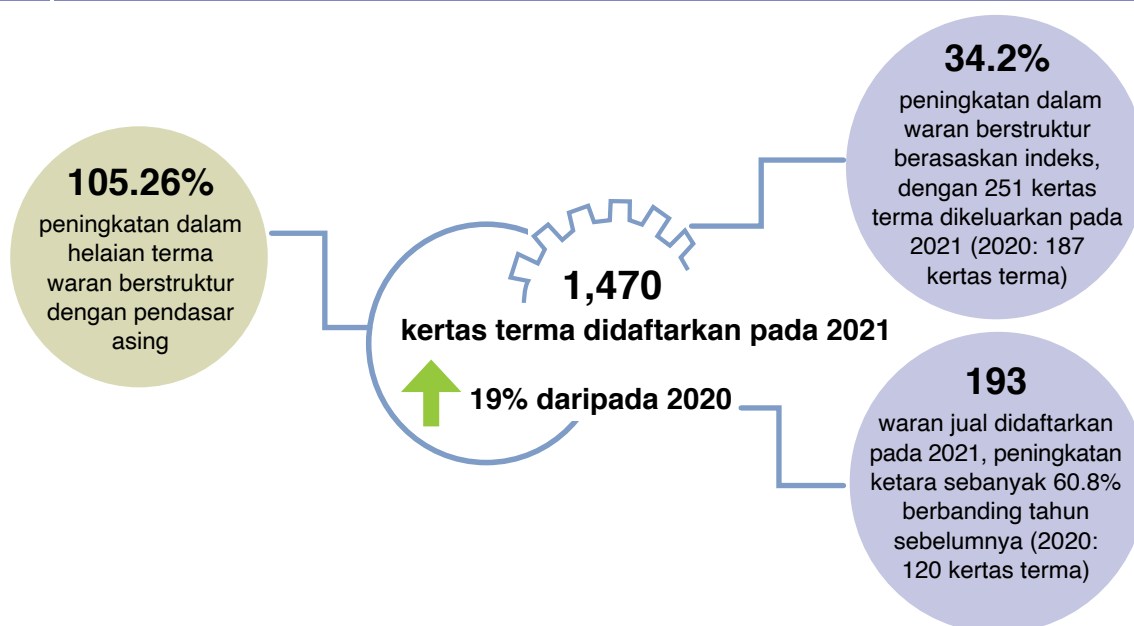 105.26%
peningkatan dalam
helaian terma
waran berstruktur
dengan pendasar
asing
1,470
kertas terma didaftarkan pada 2021
19% daripada 2020
34.2%
peningkatan dalam
waran berstruktur
berasaskan indeks,
dengan 251 kertas
terma dikeluarkan pada
2021 (2020: 187
kertas terma)
193
waran jual didaftarkan
pada 2021, peningkatan
ketara sebanyak 60.8%
berbanding tahun
sebelumnya (2020:
120 kertas terma)